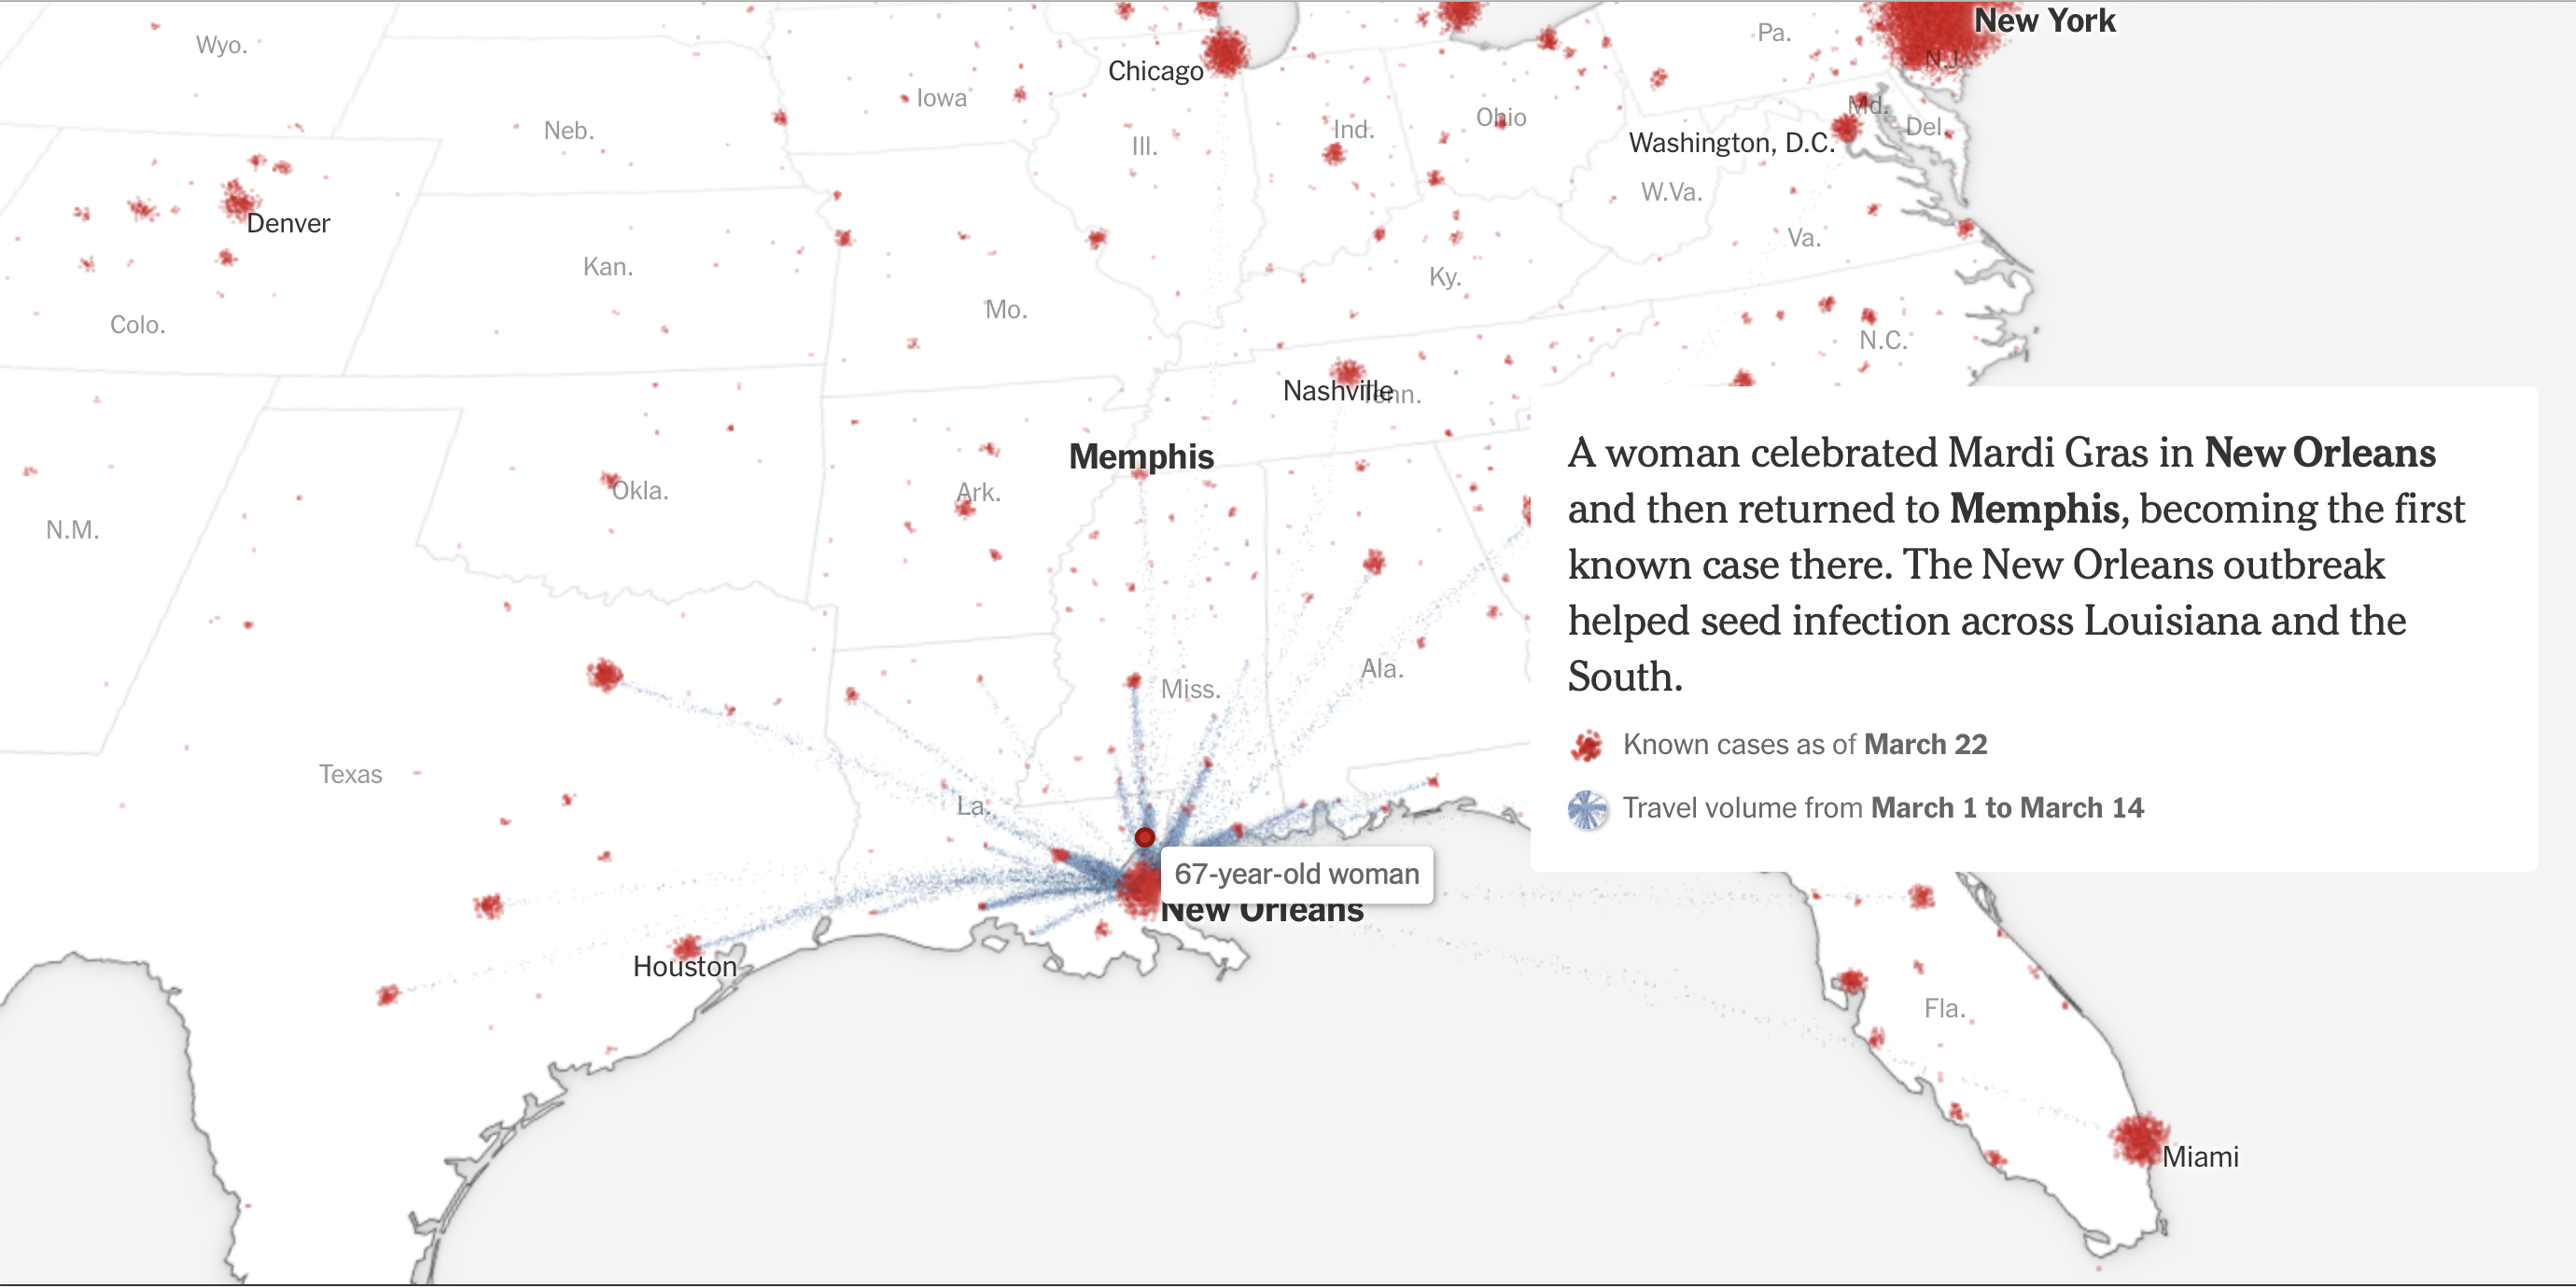 New York
Wyo.
Pa.
N.J.
Chicago
Iowa
Md.
Neb.
Ohio
Ind.
Del.
Washington, D.C.
Ill.
W.Va.
Denver
Va.
Kan.
Ky.
Mo.
Colo.
N.C.
Nashville
Tenn.
Memphis
Okla.
Ark.
N.M.
A woman celebrated Mardi Gras in New Orleans
and then returned to Memphis, becoming the first
known case there. The New Orleans outbreak
helped seed infection across Louisiana and the
South.
Known cases as of March 22
Travel volume from March 1 to March 14
Ala.
Miss.
Texas
La.
67-year-old woman
New Orleans
Houston
Fla.
Miami